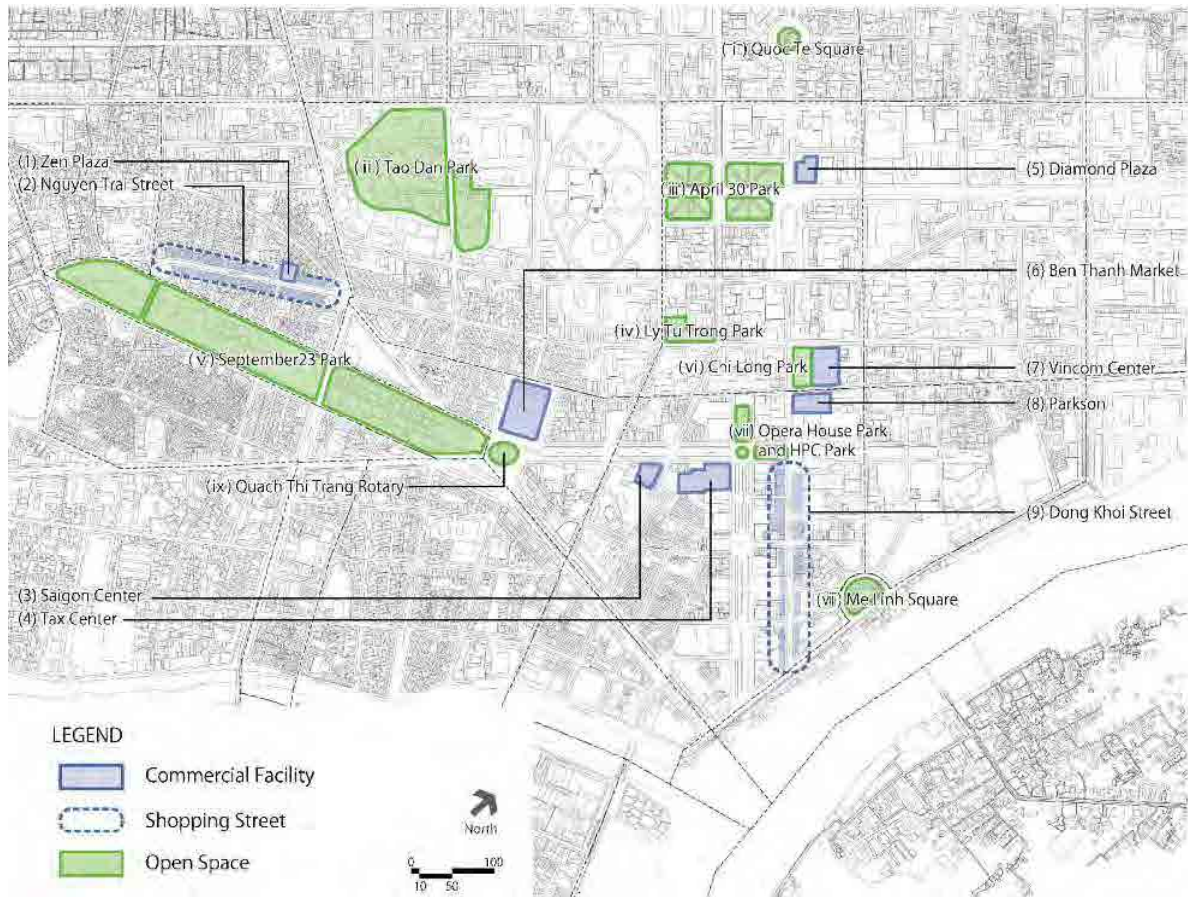 (i) Quoc Te Square
(1) Zen Plaza
(2) Nguyen Trai Street
(ii) Tao Dan Park
(iii) April 30 Park
(5) Diamond Plaza
(6) Ben Thanh Market
(iv) Ly Tu Trong Park
(v) September23 Park
(vi) Chi Long Park
(7) Vincom Center
(8) Parkson
(vii) Opera House Park
and HPC Park
(ix) Quach Thi Trang Rotary
(9) Dong Khoi Street
(3) Saigon Center
(4) Tax Center
(vii) Me Linh Square
LEGEND
Commercial Facility
Shopping Street
Open Space
North
0 100
10 50